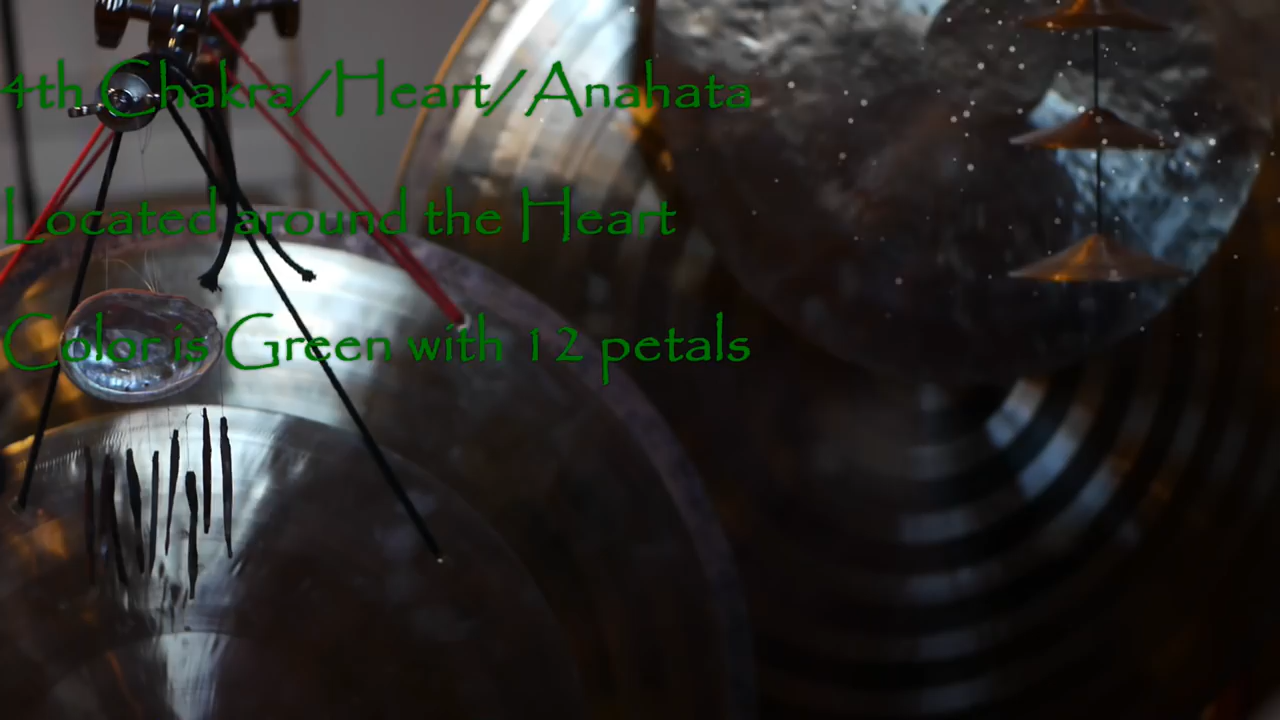 4th Chakra/Heart/Anahata
Located around the Heart
Color is Green with 12 petals